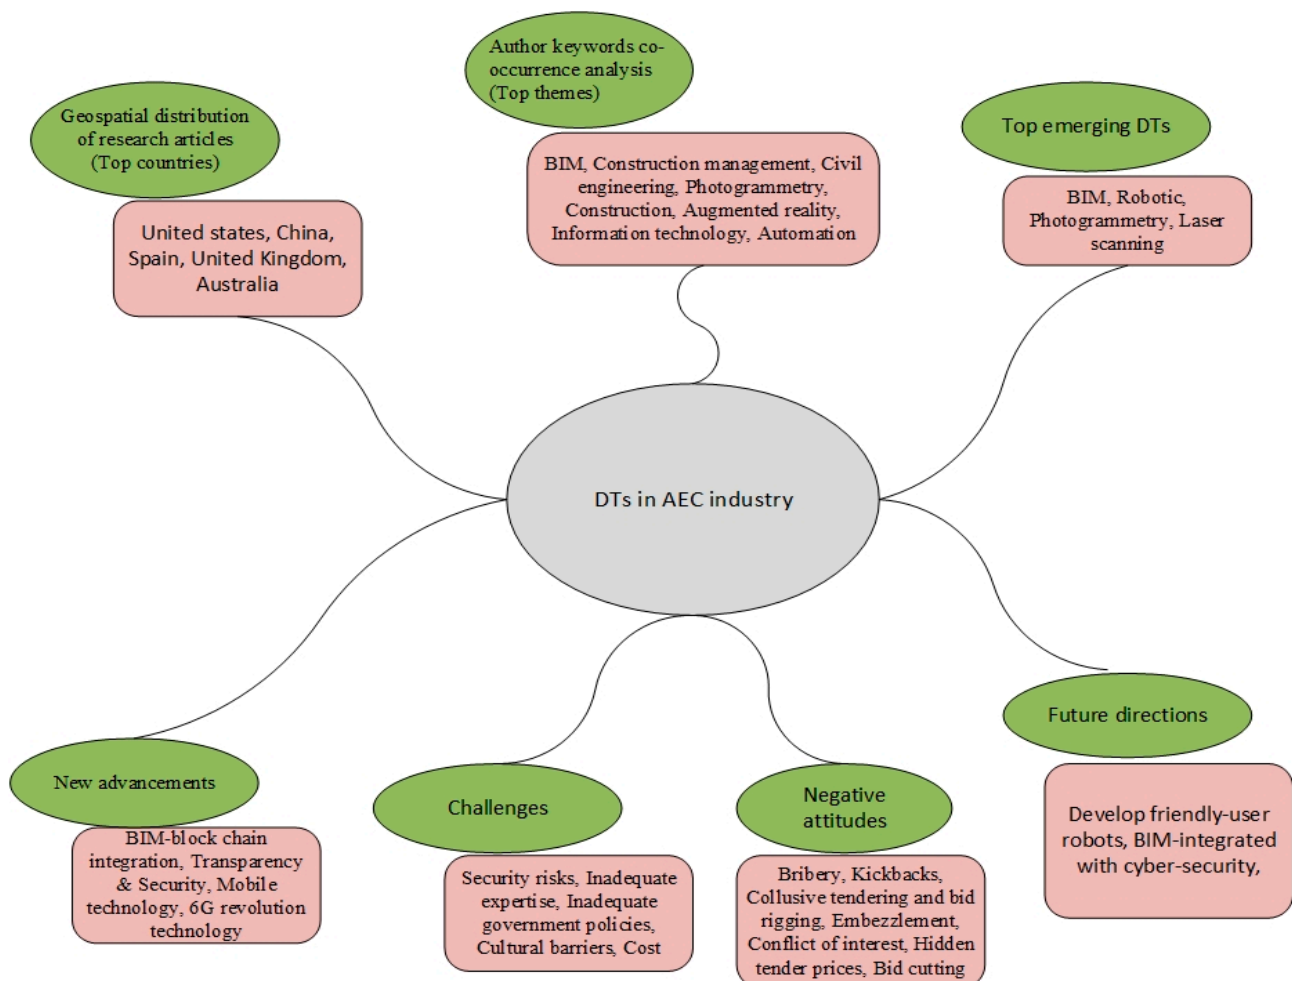 Geospatial distribution
of research articles
(Top countries)
United states, China,
Spain, United Kingdom,
Australia
Author keywords co-
occurrence analysis
(Top themes)
BIM, Construction management, Civil
engineering, Photogrammetry,
Construction, Augmented reality,
Information technology, Automation
Top emerging DTs
BIM, Robotic,
Photogrammetry, Laser
scanning
DTs in AEC industry
New advancements
BIM-block chain
integration, Transparency
& Security, Mobile
technology, 6G revolution
technology
Challenges
Security risks, Inadequate
expertise, Inadequate
government policies,
Cultural barriers, Cost
Negative
attitudes
Bribery, Kickbacks, and
Collusive tendering and bid
rigging, Embezzlement,
Conflict of interest, Hidden
tender prices, Bid cutting
Future directions
Develop friendly-user
robots, BIM-integrated
with cyber-security,